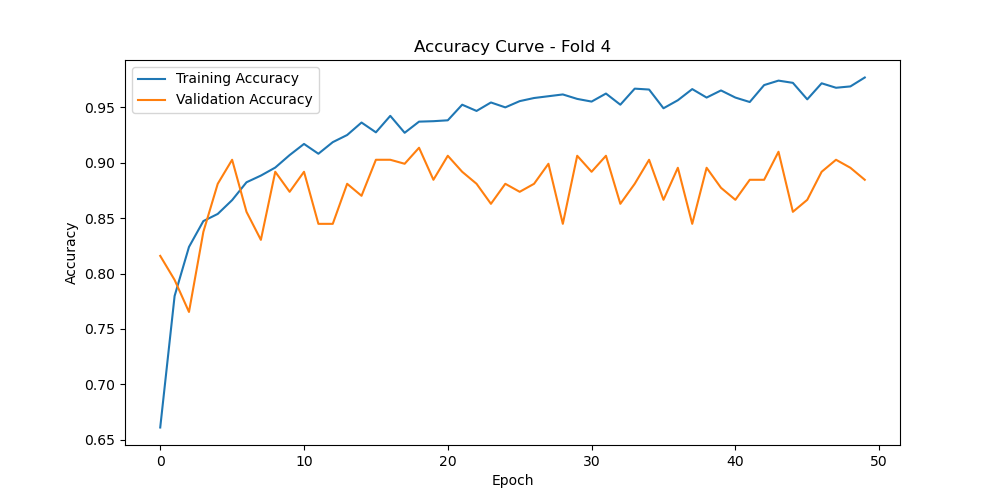 Accuracy Curve - Fold 4
Training Accuracy
Validation Accuracy
Accuracy
0.95
0.90
0.85
0.80
0.75
0.70
0.65
0 10 20 30 40 50
Epoch